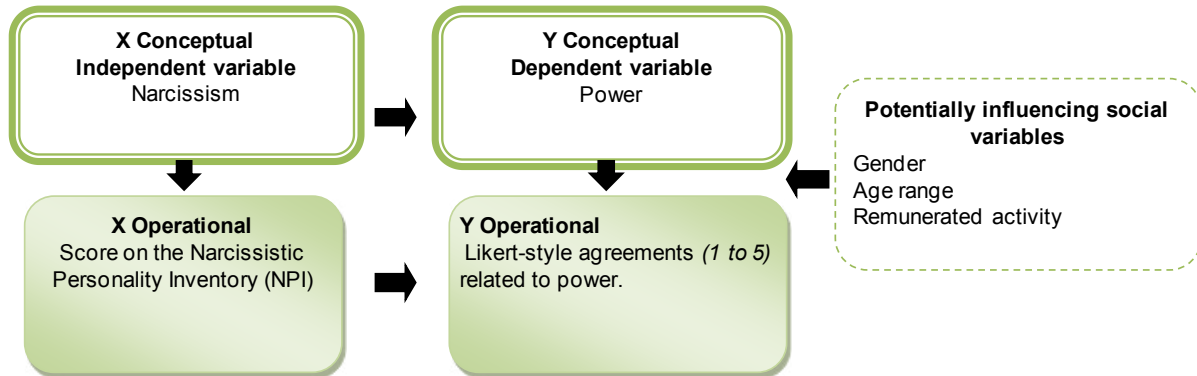 X Conceptual
Independent variable
Narcissism
Y Conceptual
Dependent variable
Power
Potentially influencing social
variables
Gender
Age range
Remunerated activity
X Operational
Score on the Narcissistic
Personality Inventory (NPI)
Y Operational
Likert-style agreements (1 to 5)
related to power.